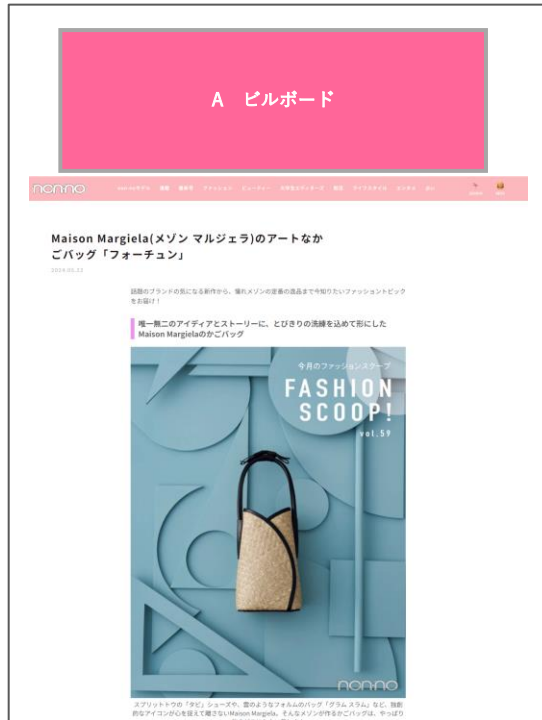 A ビルボード
non-no
Maison Margiela(メゾン マルジェラ)のアートなか
ごバッグ「フォーチュン」
話題のブランドの気になる新作から、憧れメゾンの定番の逸品まで今知りたいファッショントピック
をお届け！
唯一無二のアイディアとストーリーに、とびきりの洗練を込めて形にした
Maison Margielaのかごバッグ
今月のファッションスクープ
FASHION
SCOOP!
vol.59
non-no
スプリットトウの「タビ」シューズや、雲のようなフォルムのバッグ「グラム スラム」など、独創
的なアイコンが心を捉えて離さないMaison Margiela。そんなメゾンが作るかごバッグは、やっぱり